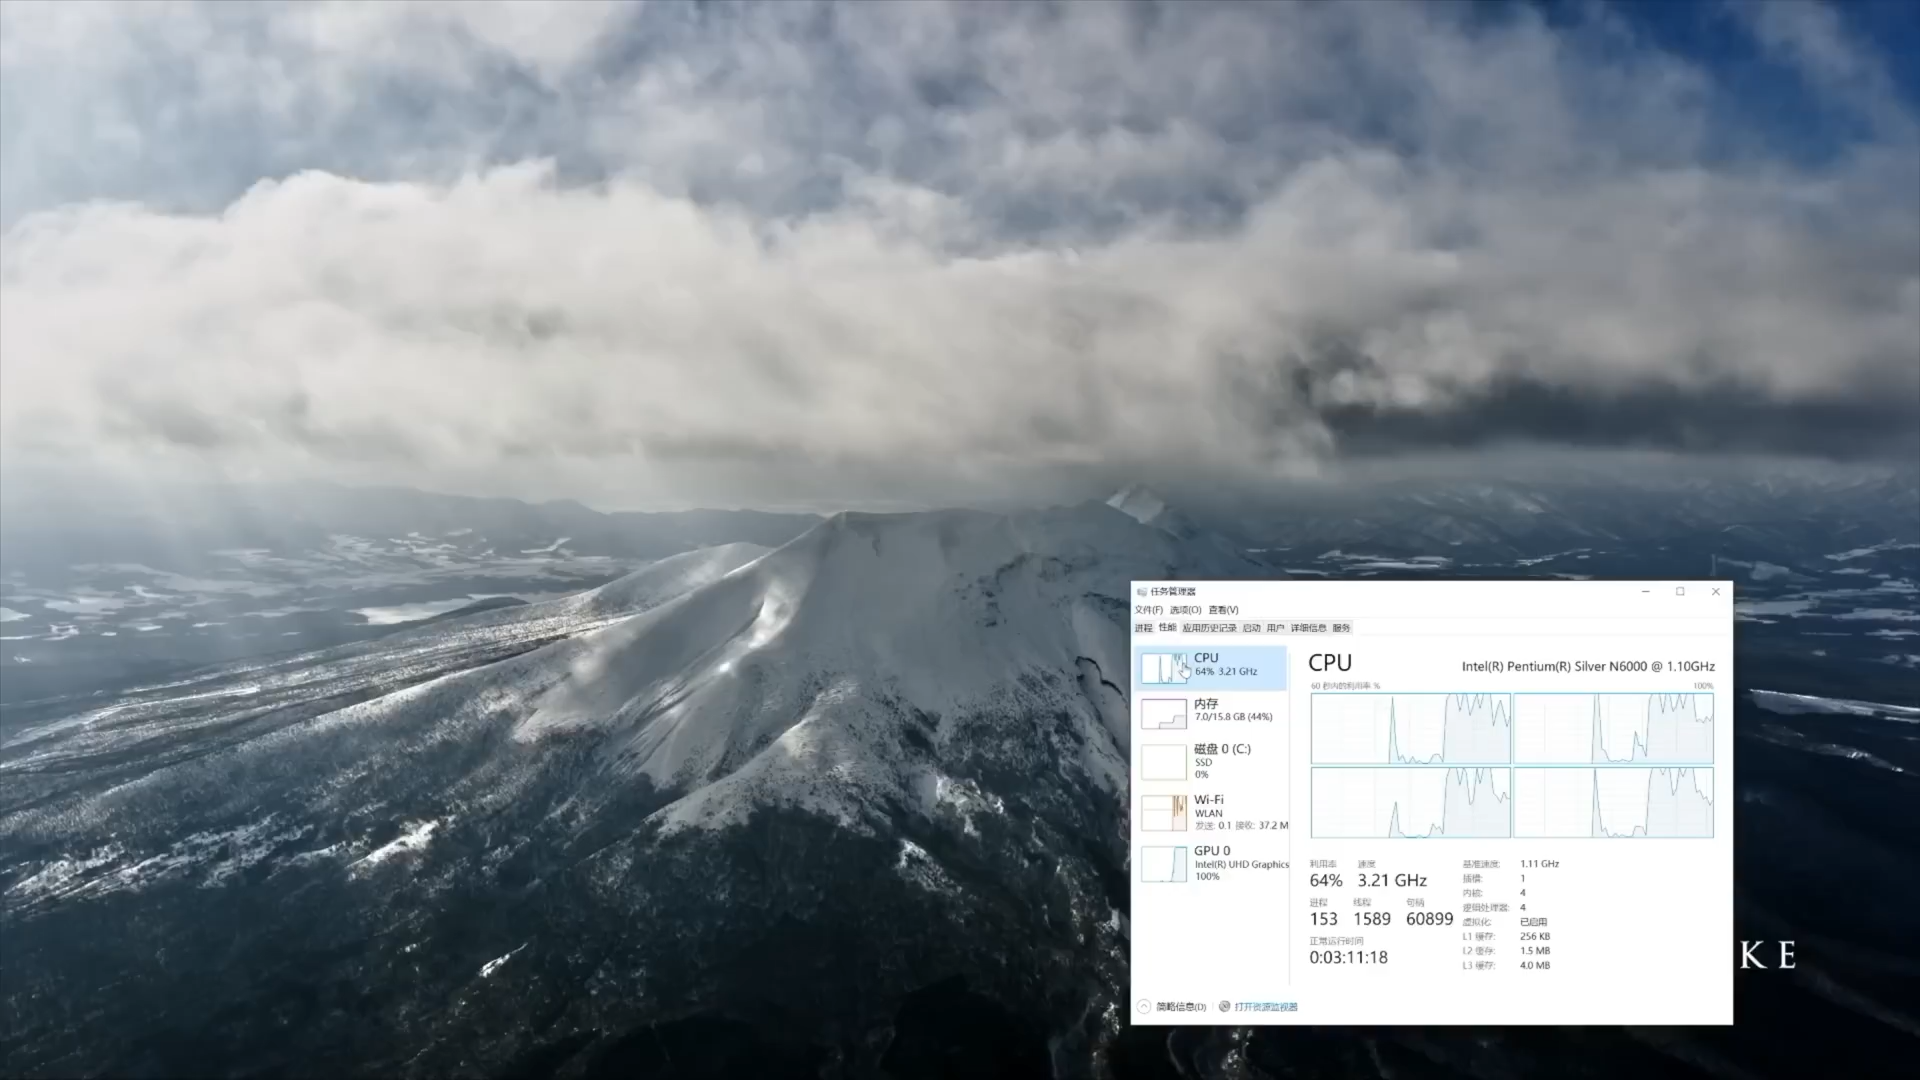 任务管理器
文件(F) 选项(O) 查看(V)
进程 性能 应用历史记录 启动 用户 详细信息 服务
CPU
64% 3.21 GHz
内存
7.0/15.8 GB (44%)
磁盘 0 (C:)
SSD
0%
Wi-Fi
WLAN
发送: 0.1 接收: 37.2 M
GPU 0
Intel(R) UHD Graphics
100%
CPU
Intel(R) Pentium(R) Silver N6000 @ 1.10GHz
60 秒内的利用率 %
100%
利用率 速度
64% 3.21 GHz
进程 线程 句柄
153 1589 60899
正常运行时间
0:03:11:18
基准速度: 1.11 GHz
插槽: 1
内核: 4
逻辑处理器: 4
虚拟化: 已启用
L1 缓存: 256 KB
L2 缓存: 1.5 MB
L3 缓存: 4.0 MB
简略信息(D) 打开资源监视器
KE